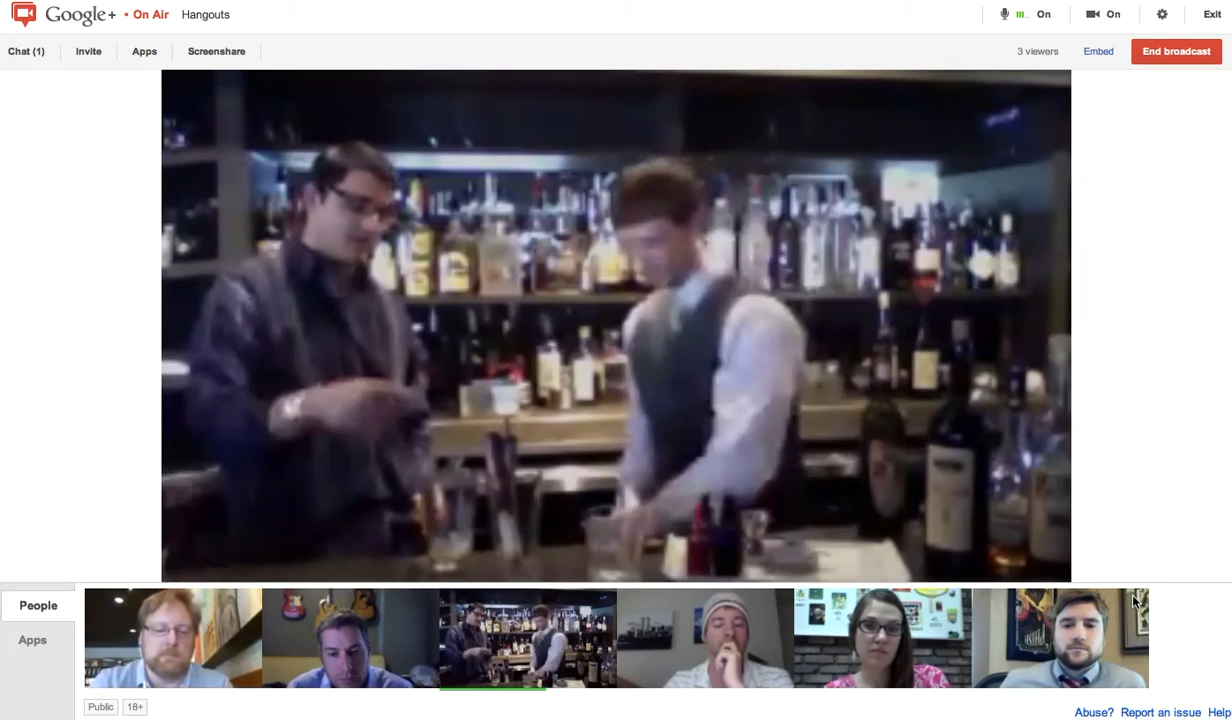 Google+ • On Air Hangouts On On Exit
Chat (1) Invite Apps Screenshare 3 viewers Embed End broadcast
People
Apps
Public 18+
Abuse? Report an issue Help